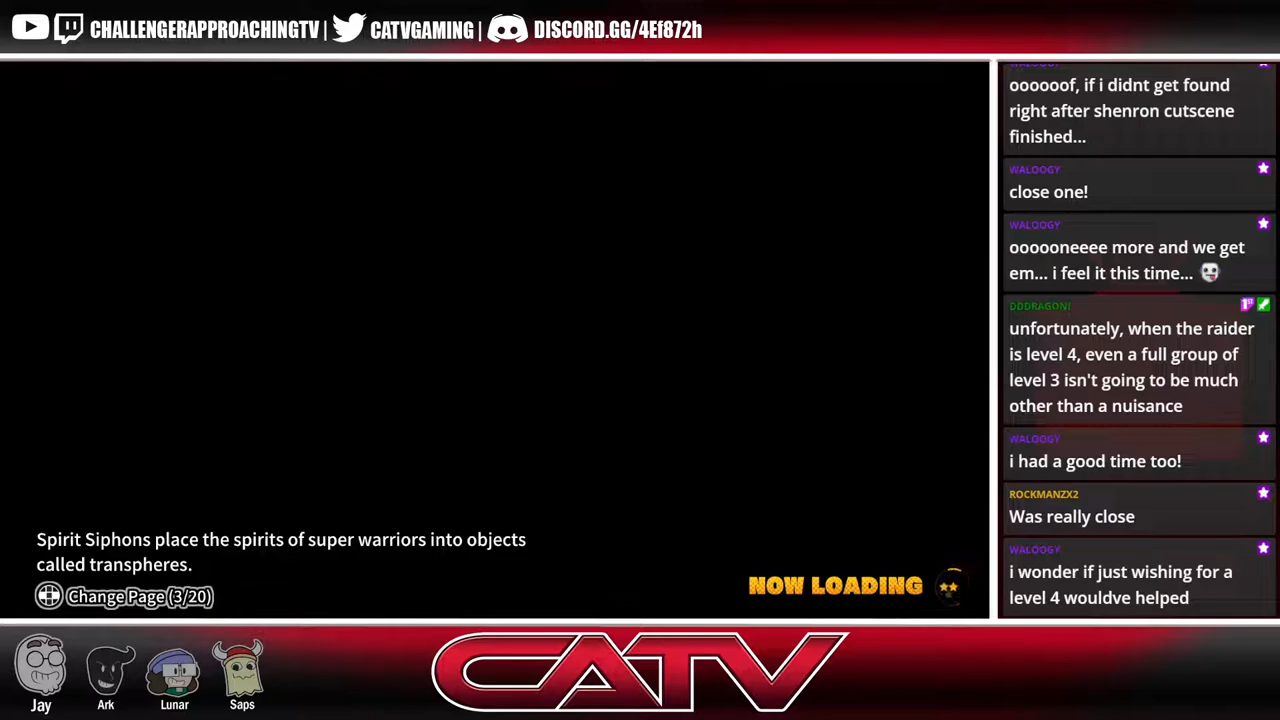 CHALLENGERAPPROACHINGTV | CATVGAMING | DISCORD.GG/4Ef872h
WALOOGY
oooooof, if i didnt get found
right after shenron cutscene
finished...
WALOOGY
close one!
WALOOGY
oooooneeee more and we get
em... i feel it this time...
DDDRAGON!
1st
unfortunately, when the raider
is level 4, even a full group of
level 3 isn't going to be much
other than a nuisance
WALOOGY
i had a good time too!
ROCKMANZX2
Was really close
WALOOGY
i wonder if just wishing for a
level 4 wouldve helped
Spirit Siphons place the spirits of super warriors into objects
called transpheres.
Change Page (3/20)
NOW LOADING
Jay
Ark
Lunar
Saps
CATV